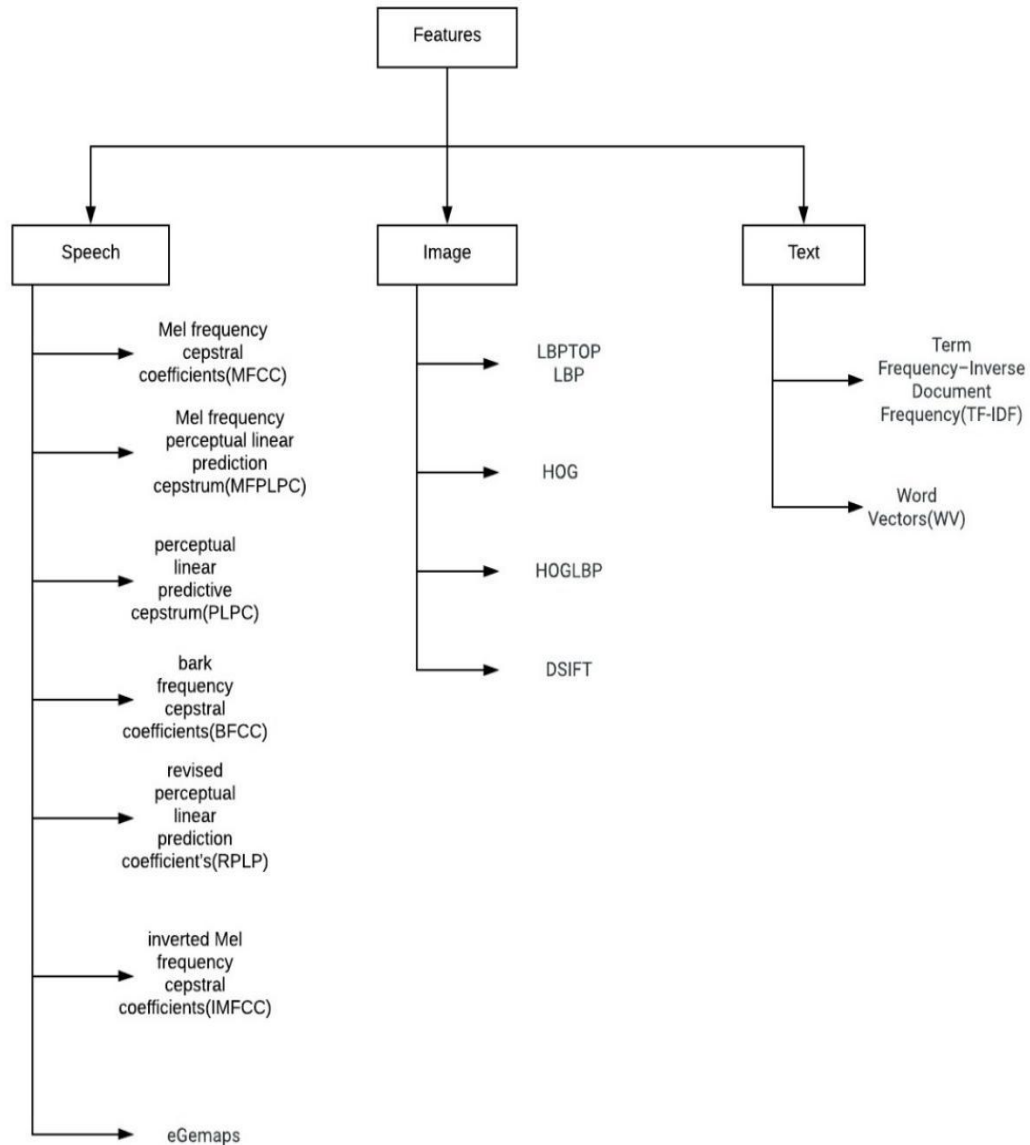 Features
Speech
Image
Text
Mel frequency
cepstral
coefficients(MFCC)
Mel frequency
perceptual linear
prediction
cepstrum(MFPLPC)
perceptual
linear
predictive
cepstrum(PLPC)
bark
frequency
cepstral
coefficients(BFCC)
revised
perceptual
linear
prediction
coefficient's(RPLP)
inverted Mel
frequency
cepstral
coefficients(IMFCC)
eGemaps
LBPTOP
LBP
HOG
HOGLBP
DSIFT
Term
Frequency–Inverse
Document
Frequency(TF-IDF)
Word
Vectors(WV)